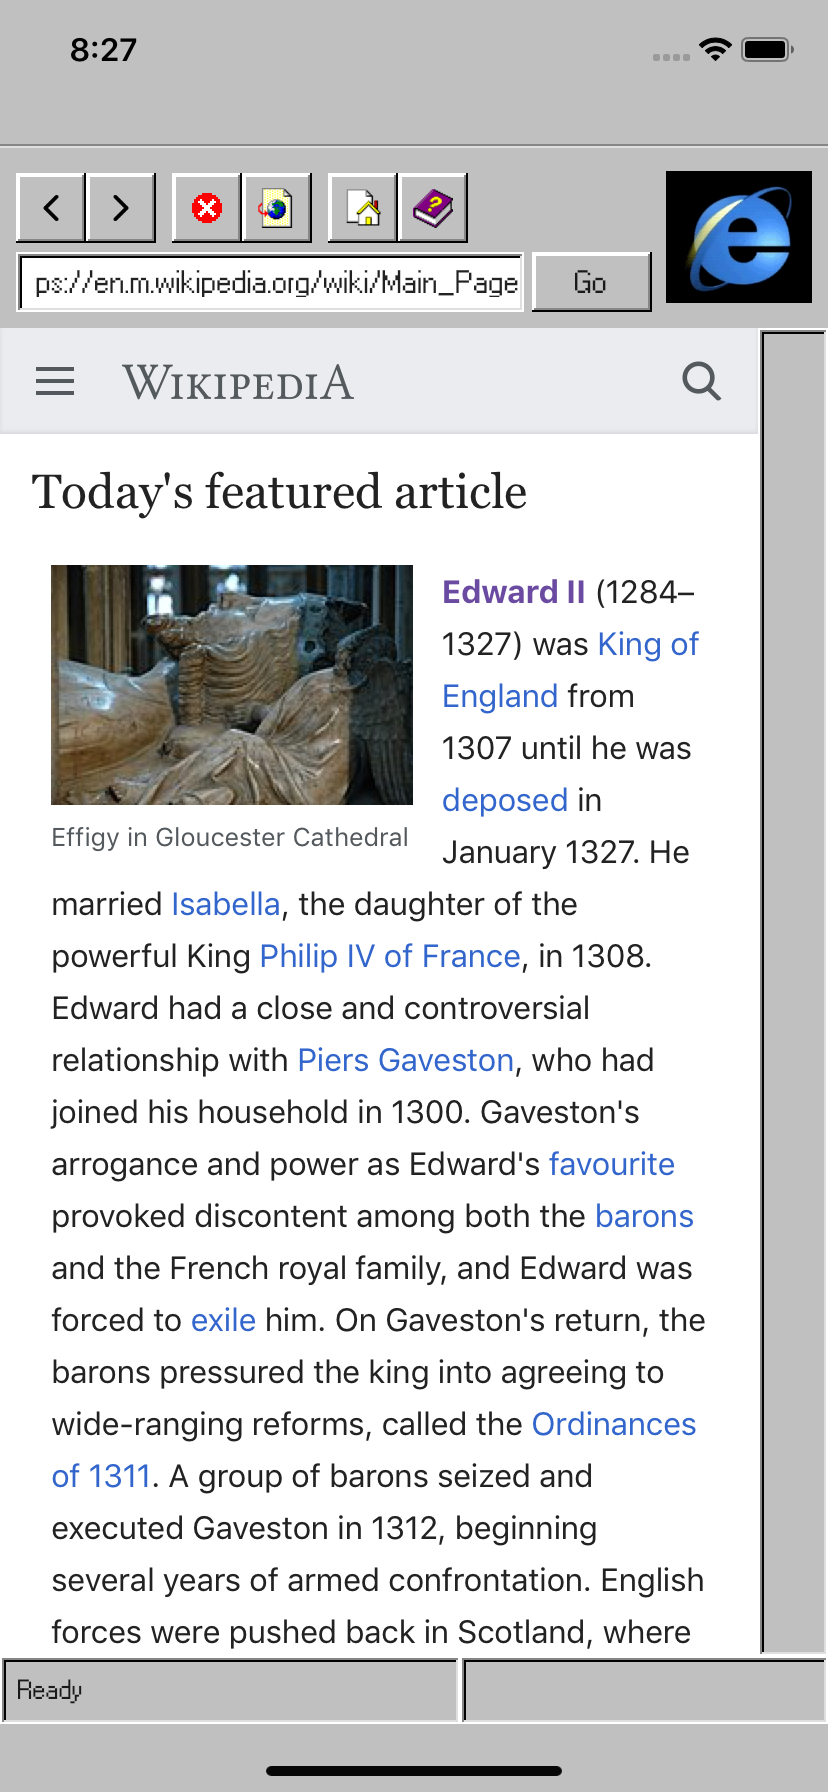 8:27
ps://en.m.wikipedia.org/wiki/Main_Page
Go
WIKIPEDIA
Today's featured article
Effigy in Gloucester Cathedral
Edward II (1284–
1327) was King of
England from
1307 until he was
deposed in
January 1327. He
married Isabella, the daughter of the
powerful King Philip IV of France, in 1308.
Edward had a close and controversial
relationship with Piers Gaveston, who had
joined his household in 1300. Gaveston's
arrogance and power as Edward's favourite
provoked discontent among both the barons
and the French royal family, and Edward was
forced to exile him. On Gaveston's return, the
barons pressured the king into agreeing to
wide-ranging reforms, called the Ordinances
of 1311. A group of barons seized and
executed Gaveston in 1312, beginning
several years of armed confrontation. English
forces were pushed back in Scotland, where
Ready